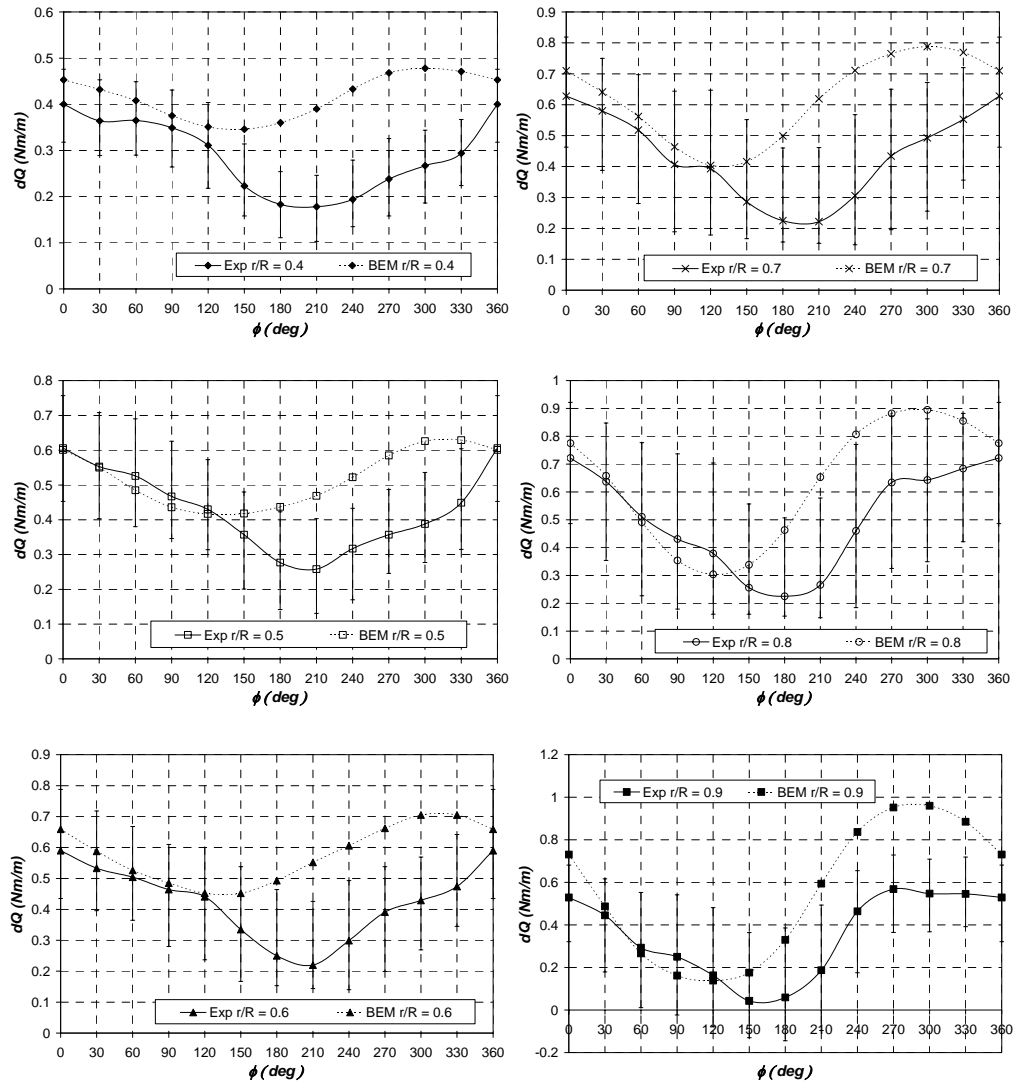 0.6
0.5
0.4
0.3
0.2
0.1
0
dQ (Nm/m)
Exp r/R = 0.4 BEM r/R = 0.4
0 30 60 90 120 150 180 210 240 270 300 330 360
ϕ (deg)
0.9
0.8
0.7
0.6
0.5
0.4
0.3
0.2
0.1
0
dQ (Nm/m)
Exp r/R = 0.7 BEM r/R = 0.7
0 30 60 90 120 150 180 210 240 270 300 330 360
ϕ (deg)
0.8
0.7
0.6
0.5
0.4
0.3
0.2
0.1
0
dQ (Nm/m)
Exp r/R = 0.5 BEM r/R = 0.5
0 30 60 90 120 150 180 210 240 270 300 330 360
ϕ (deg)
1
0.9
0.8
0.7
0.6
0.5
0.4
0.3
0.2
0.1
0
dQ (Nm/m)
Exp r/R = 0.8 BEM r/R = 0.8
0 30 60 90 120 150 180 210 240 270 300 330 360
ϕ (deg)
0.9
0.8
0.7
0.6
0.5
0.4
0.3
0.2
0.1
0
dQ (Nm/m)
Exp r/R = 0.6 BEM r/R = 0.6
0 30 60 90 120 150 180 210 240 270 300 330 360
ϕ (deg)
1.2
1
0.8
0.6
0.4
0.2
0
-0.2
dQ (Nm/m)
Exp r/R = 0.9 BEM r/R = 0.9
0 30 60 90 120 150 180 210 240 270 300 330 360
ϕ (deg)